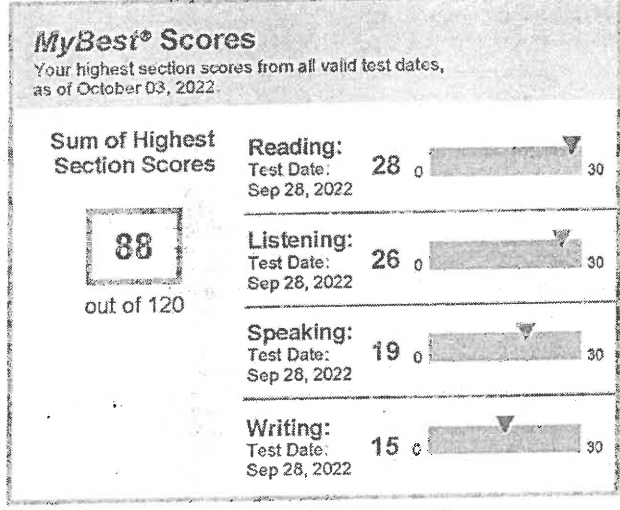 MyBest® Scores
Your highest section scores from all valid test dates,
as of October 03, 2022
Sum of Highest
Section Scores
88
out of 120
Reading:
Test Date:
Sep 28, 2022
28 0 30
Listening:
Test Date:
Sep 28, 2022
26 0 30
Speaking:
Test Date:
Sep 28, 2022
19 0 30
Writing:
Test Date:
Sep 28, 2022
15 0 30